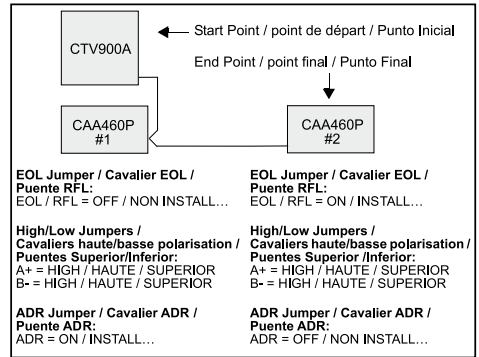 CTV900A
Start Point / point de départ / Punto Inicial
End Point / point final / Punto Final
CAA460P
#1
CAA460P
#2
EOL Jumper / Cavalier EOL /
Puente RFL:
EOL / RFL = OFF / NON INSTALL...
High/Low Jumpers /
Cavaliers haute/basse polarisation /
Puentes Superior/Inferior:
A+ = HIGH / HAUTE / SUPERIOR
B- = HIGH / HAUTE / SUPERIOR
ADR Jumper / Cavalier ADR /
Puente ADR:
ADR = ON / INSTALL...
EOL Jumper / Cavalier EOL /
Puente RFL:
EOL / RFL = ON / INSTALL...
High/Low Jumpers /
Cavaliers haute/basse polarisation /
Puentes Superior /Inferior:
A+ = HIGH / HAUTE / SUPERIOR
B- = HIGH / HAUTE / SUPERIOR
ADR Jumper / Cavalier ADR /
Puente ADR:
ADR = OFF / NON INSTALL...